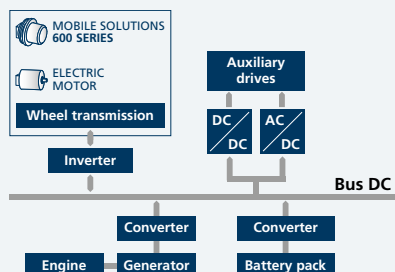 MOBILE SOLUTIONS
600 SERIES
ELECTRIC
MOTOR
Wheel transmission
Inverter
Auxiliary
drives
DC
DC
AC
DC
Bus DC
Converter
Converter
Engine
Generator
Battery pack